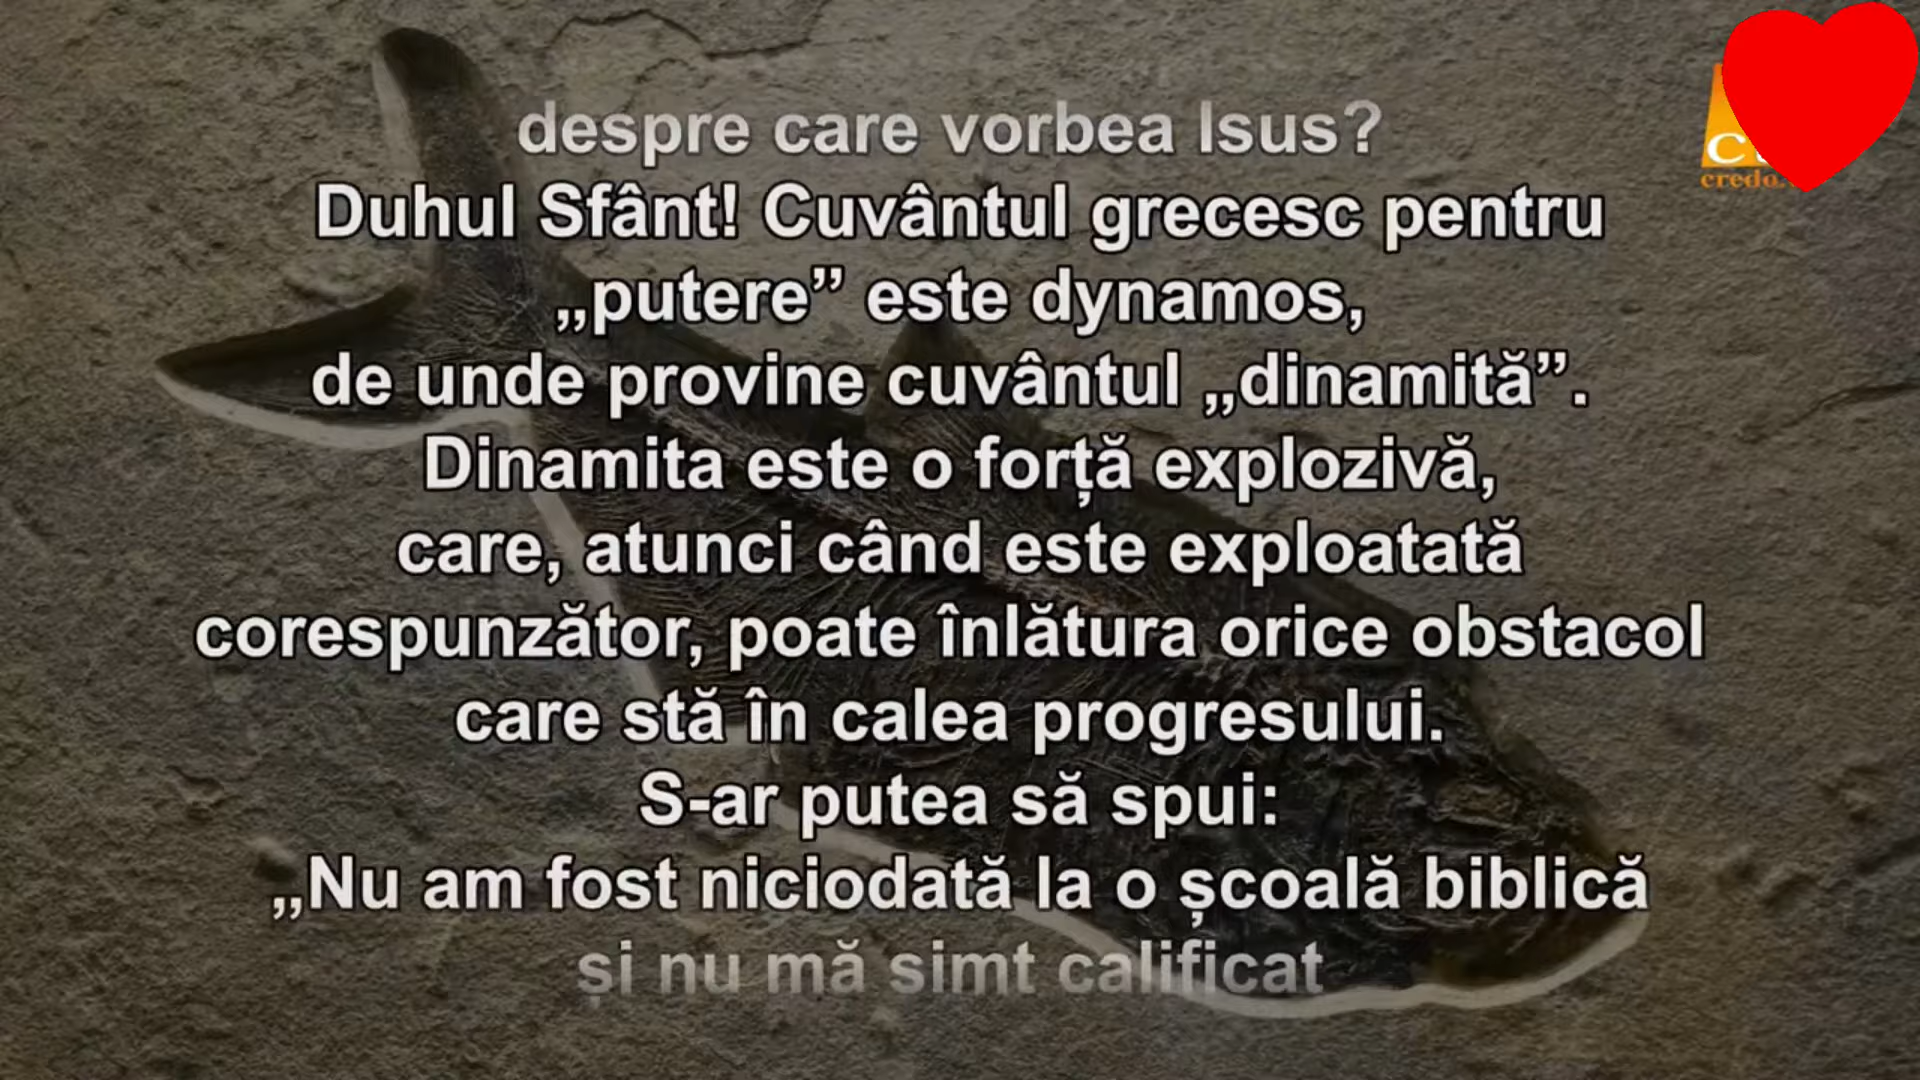 despre care vorbea Isus?
Duhul Sfânt! Cuvântul grecesc pentru
„putere” este dynamos,
de unde provine cuvântul „dinamită”.
Dinamita este o forță explozivă,
care, atunci când este exploatată
corespunzător, poate înlătura orice obstacol
care stă în calea progresului.
S-ar putea să spui:
„Nu am fost niciodată la o școală biblică
și nu mă simt calificat